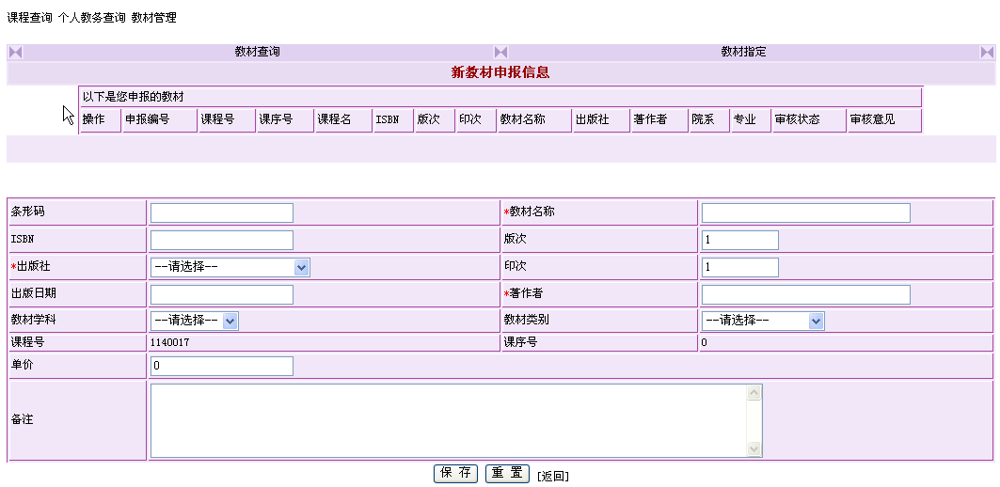 课程查询 个人教务查询 教材管理
教材查询 教材指定
新教材申报信息
以下是您申报的教材
操作 申报编号 课程号 课序号 课程名 ISBN 版次 印次 教材名称 出版社 著作者 院系 专业 审核状态 审核意见
条形码 *教材名称
ISBN 版次 1
*出版社 --请选择-- 印次 1
出版日期 *著作者
教材学科 --请选择-- 教材类别 --请选择--
课程号 1140017 课序号 0
单价 0
备注
保 存 重 置 [返回]